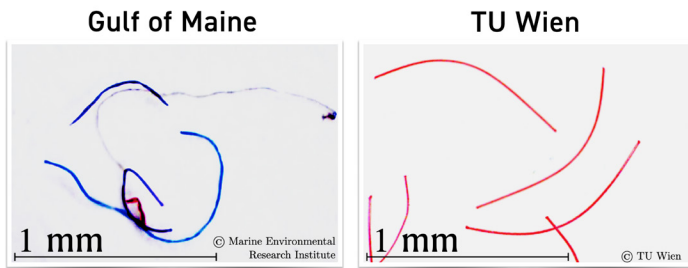 Gulf of Maine
TU Wien
1 mm
© Marine Environmental
Research Institute
1 mm
© TU Wien